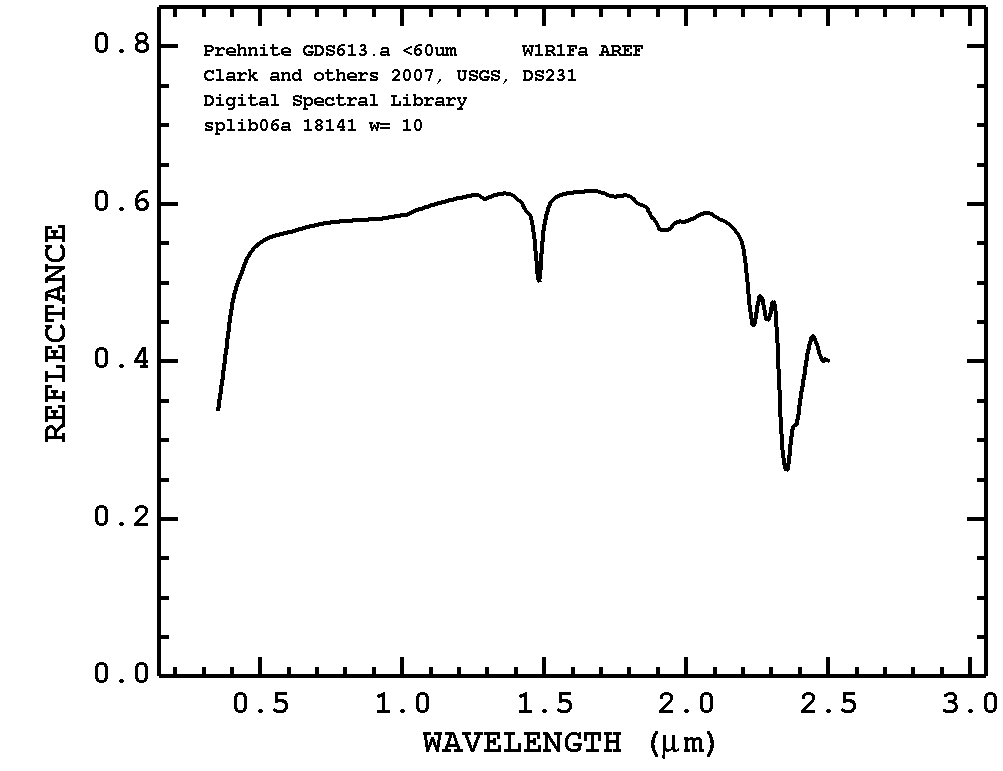 Prehnite GDS613.a <60um W1R1Fa AREF
Clark and others 2007, USGS, DS231
Digital Spectral Library
splib06a 18141 w= 10
0.8
0.6
0.4
0.2
0.0
REFLECTANCE
0.5 1.0 1.5 2.0 2.5 3.0
WAVELENGTH (μm)